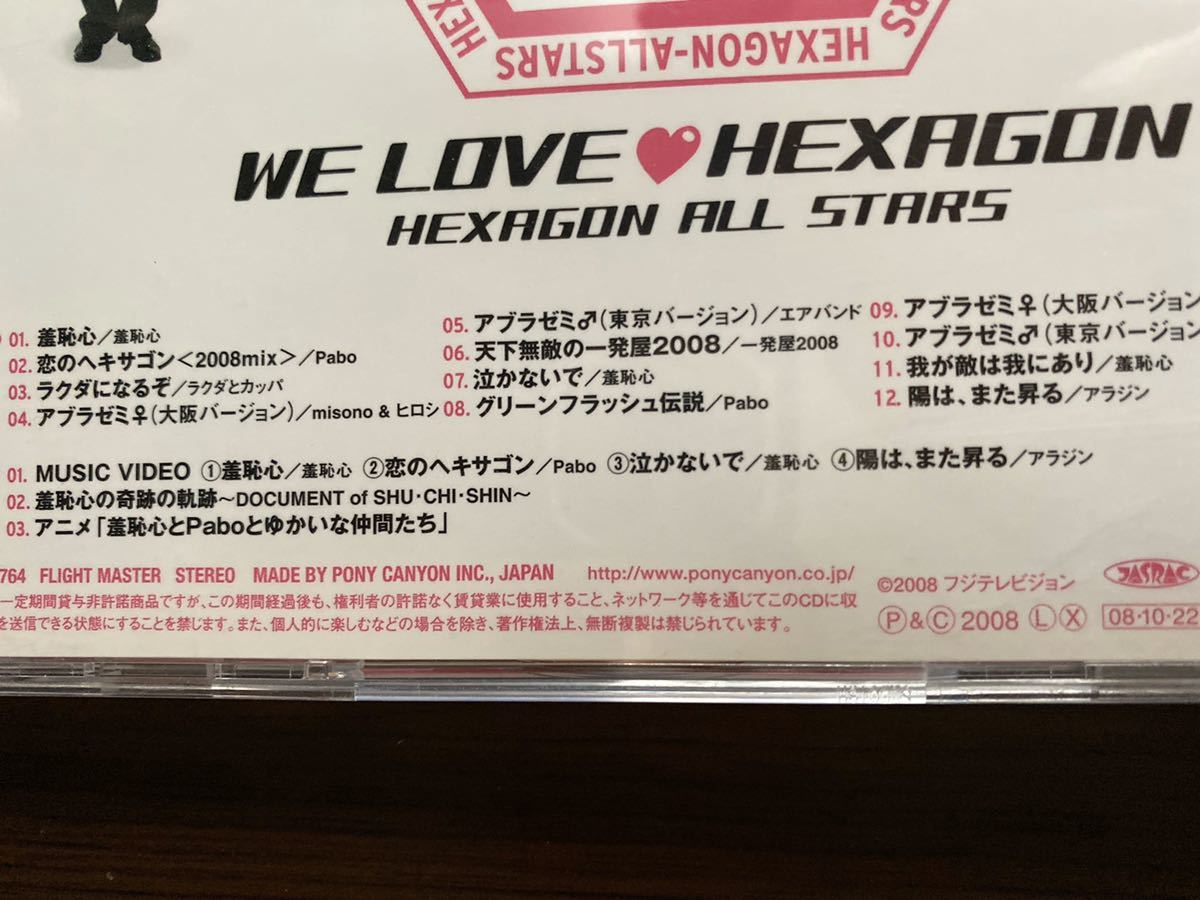 HEXAGON-ALLSTARS
WE LOVE♥HEXAGON
HEXAGON ALL STARS
01. 羞恥心/羞恥心
02. 恋のヘキサゴン<2008mix>/Pabo
03. ラクダになるぞ/ラクダとカッパ
04. アブラゼミ♀(大阪バージョン)/misono & ヒロシ
05. アブラゼミ♂(東京バージョン)/エアバンド
06. 天下無敵の一発屋2008/一発屋2008
07. 泣かないで/羞恥心
08. グリーンフラッシュ伝説/Pabo
09. アブラゼミ♀(大阪バージョン
10. アブラゼミ♂(東京バージョン
11. 我が敵は我にあり/羞恥心
12. 陽は、また昇る/アラジン
01. MUSIC VIDEO ①羞恥心/羞恥心 ②恋のヘキサゴン/Pabo ③泣かないで/羞恥心 ④陽は、また昇る/アラジン
02. 羞恥心の奇跡の軌跡～DOCUMENT of SHU・CHI・SHIN～
03. アニメ「羞恥心とPaboとゆかいな仲間たち」
764 FLIGHT MASTER STEREO MADE BY PONY CANYON INC., JAPAN http://www.ponycanyon.co.jp/
一定期間貸与非許諾商品ですが、この期間経過後も、権利者の許諾なく賃貸業に使用すること、ネットワーク等を通じてこのCDに収
を送信できる状態にすることを禁じます。また、個人的に楽しむなどの場合を除き、著作権法上、無断複製は禁じられています。
©2008 フジテレビジョン
JASRAC
Ⓟ&Ⓒ 2008 Ⓛ Ⓧ 08・10・22